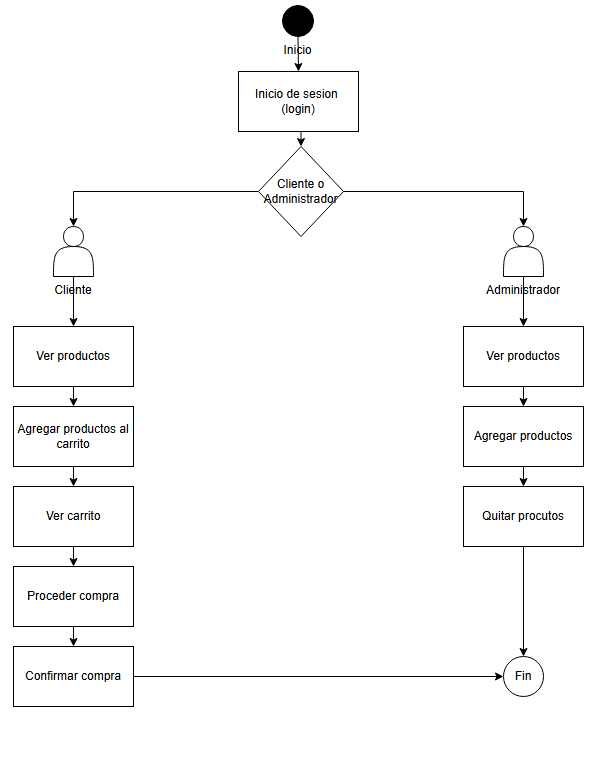 Inicio
Inicio de sesion
(login)
Cliente o
Administrador
Cliente
Administrador
Ver productos
Ver productos
Agregar productos al
carrito
Agregar productos
Ver carrito
Quitar procutos
Proceder compra
Confirmar compra
Fin